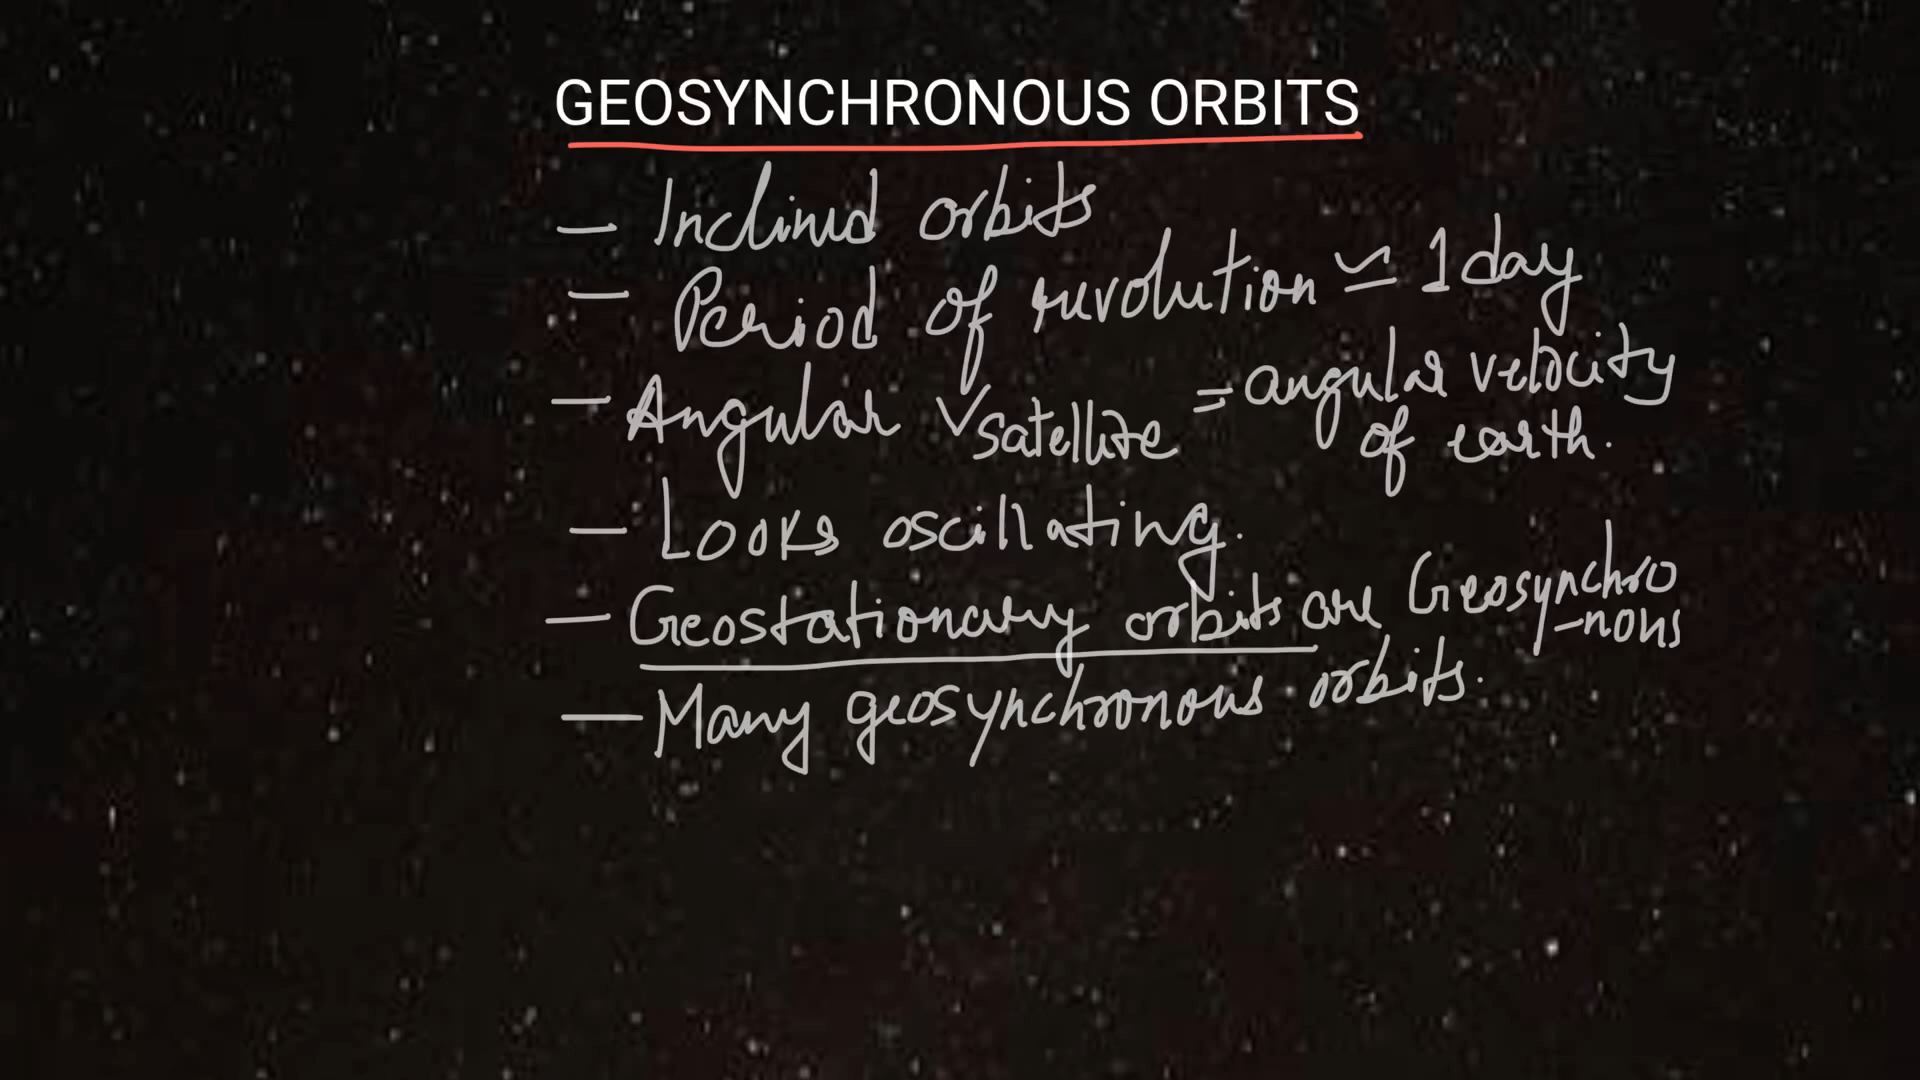 GEOSYNCHRONOUS ORBITS
— Inclined orbits
— Period of revolution ≃ 1 day
— Angular Vsatellite = angular velocity
of earth.
— Looks oscillating.
— Geostationary orbits are Geosynchro
-nous
— Many geosynchronous orbits.